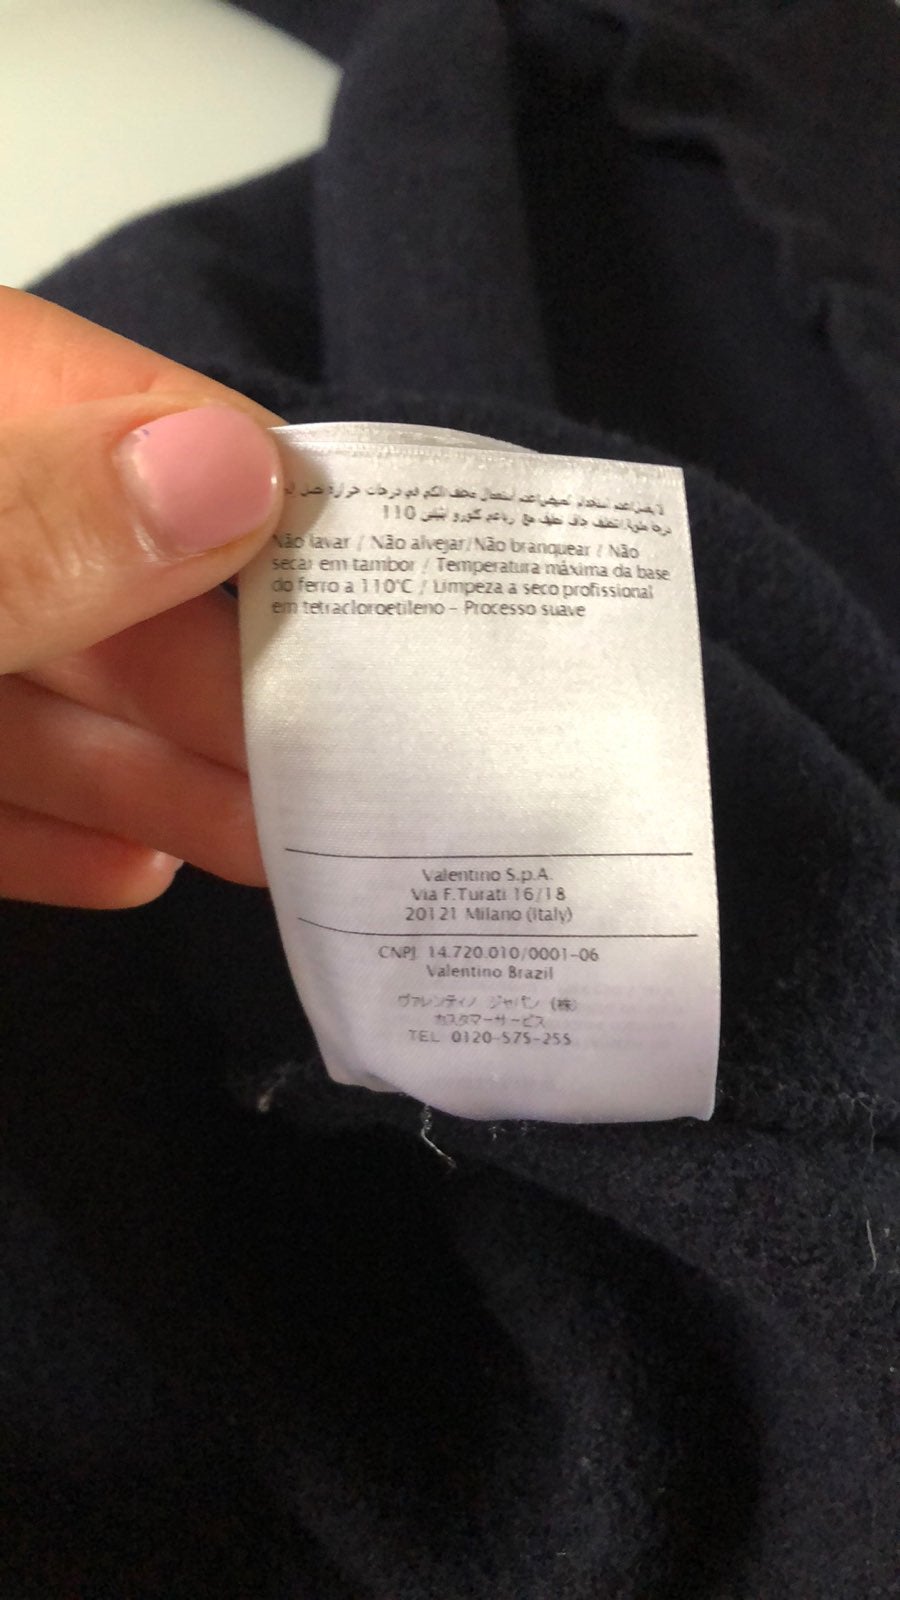 110
Não lavar / Não alvejar/Não branquear / Não
secar em tambor / Temperatura máxima da base
do ferro a 110°C / Limpeza a seco profissional
em tetracloroetileno – Processo suave
Valentino S.p.A.
Via F.Turati 16/18
20121 Milano (Italy)
CNPJ 14.720.010/0001-06
Valentino Brazil
ヴァレンティノ ジャパン (株)
カスタマーサービス
TEL 0120-575-255